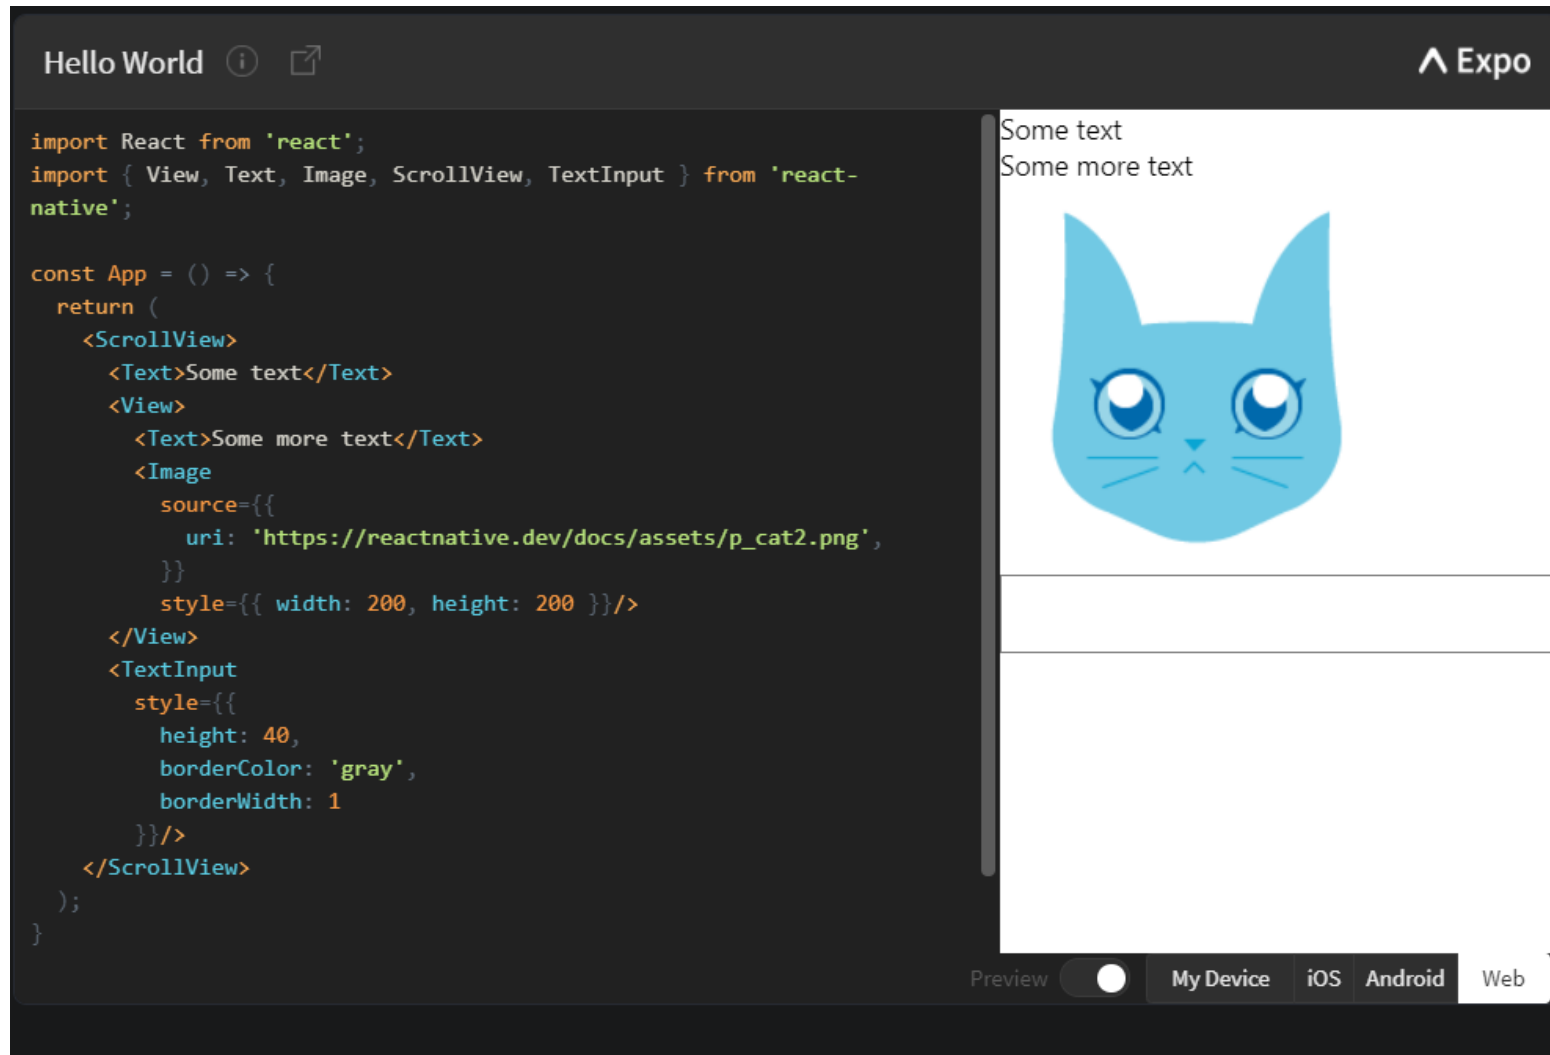 Hello World
Expo
import React from 'react';
import { View, Text, Image, ScrollView, TextInput } from 'react-
native';
const App = () => {
  return (
    <ScrollView>
      <Text>Some text</Text>
      <View>
        <Text>Some more text</Text>
        <Image
          source={{
            uri: 'https://reactnative.dev/docs/assets/p_cat2.png',
          }}
          style={{ width: 200, height: 200 }}/>
      </View>
      <TextInput
        style={{
          height: 40,
          borderColor: 'gray',
          borderWidth: 1
        }}/>
    </ScrollView>
  );
}
Some text
Some more text
Preview
My Device
iOS
Android
Web